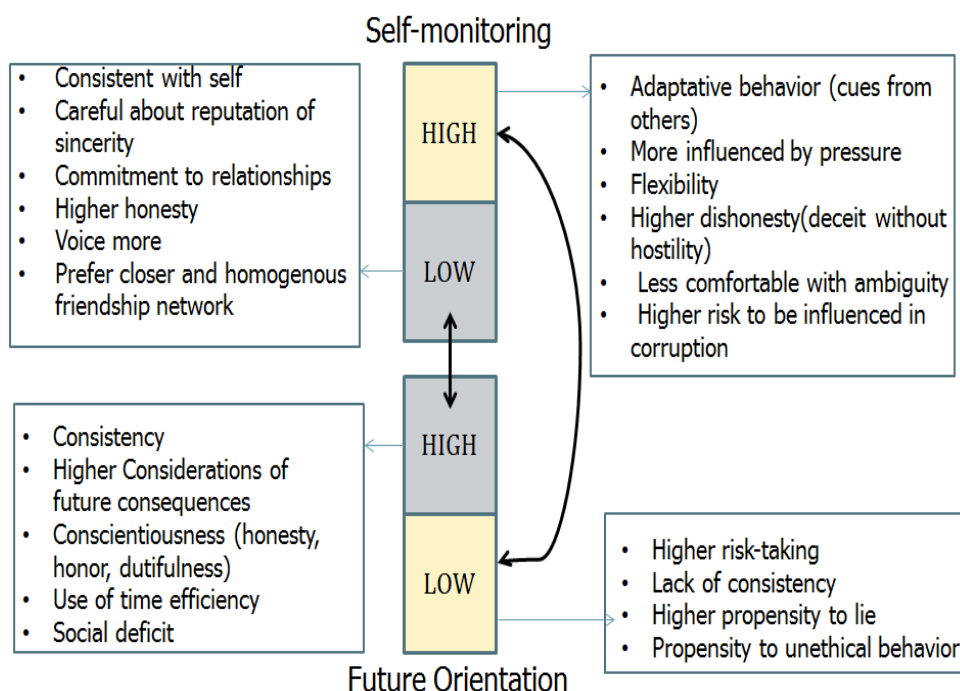 Self-monitoring
• Consistent with self
• Careful about reputation of
sincerity
• Commitment to relationships
• Higher honesty
• Voice more
• Prefer closer and homogenous
friendship network
HIGH
LOW
• Adaptative behavior (cues from
others)
• More influenced by pressure
• Flexibility
• Higher dishonesty(deceit without
hostility)
• Less comfortable with ambiguity
• Higher risk to be influenced in
corruption
• Consistency
• Higher Considerations of
future consequences
• Conscientiousness (honesty,
honor, dutifulness)
• Use of time efficiency
• Social deficit
HIGH
LOW
• Higher risk-taking
• Lack of consistency
• Higher propensity to lie
• Propensity to unethical behavior
Future Orientation